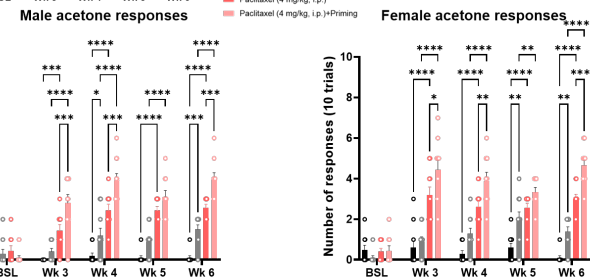 Paclitaxel (4 mg/kg, i.p.)
Paclitaxel (4 mg/kg, i.p.)+Priming
Male acetone responses
**** **** *** **** * **** *** **** **** **** **** *** ***
BSL Wk 3 Wk 4 Wk 5 Wk 6
Female acetone responses
**** **** * **** **** ** **** ** ** **** **** *** **
Number of responses (10 trials)
10
8
6
4
2
0
BSL Wk 3 Wk 4 Wk 5 Wk 6